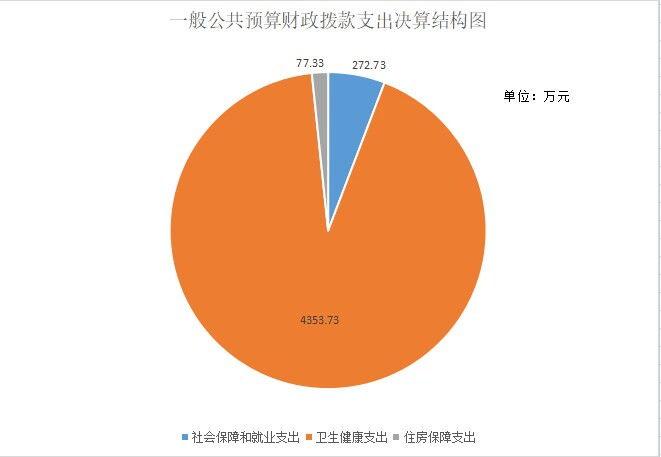 一般公共预算财政拨款支出决算结构图
77.33
272.73
单位：万元
4353.73
社会保障和就业支出 卫生健康支出 住房保障支出